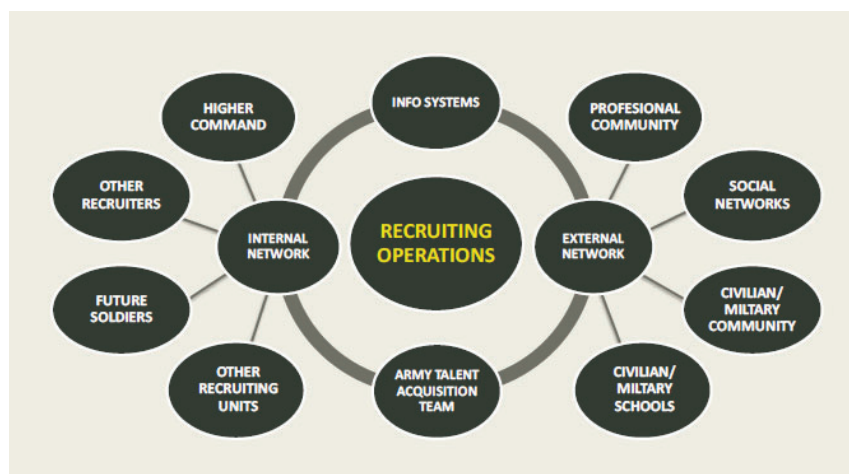 INFO SYSTEMS
HIGHER
COMMAND
PROFESIONAL
COMMUNITY
OTHER
RECRUITERS
SOCIAL
NETWORKS
INTERNAL
NETWORK
RECRUITING
OPERATIONS
EXTERNAL
NETWORK
FUTURE
SOLDIERS
CIVILIAN/
MILTARY
COMMUNITY
OTHER
RECRUITING
UNITS
ARMY TALENT
ACQUISITION
TEAM
CIVILIAN/
MILTARY
SCHOOLS